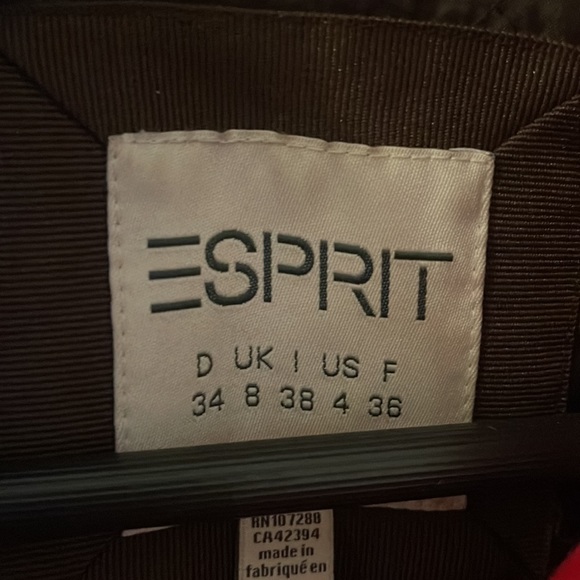 ESPRIT
D UK I US F
34 8 38 4 36
RN107288
CA42394
made in
fabriqué en